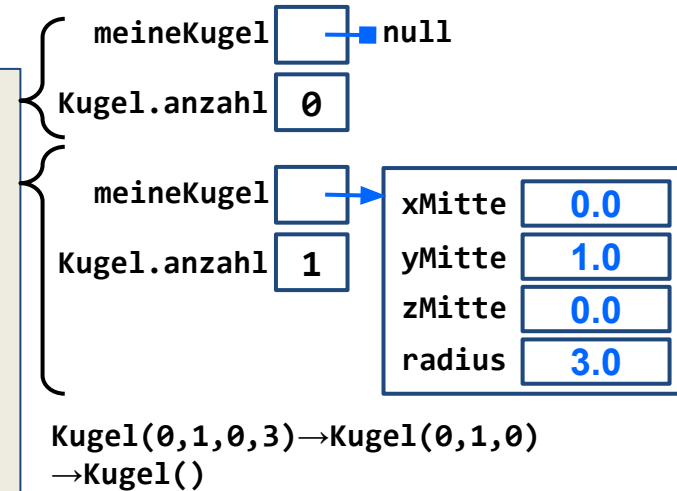 meineKugel null
Kugel.anzahl 0
meineKugel
Kugel.anzahl 1
xMitte 0.0
yMitte 1.0
zMitte 0.0
radius 3.0
Kugel(0,1,0,3)→Kugel(0,1,0)
→Kugel()